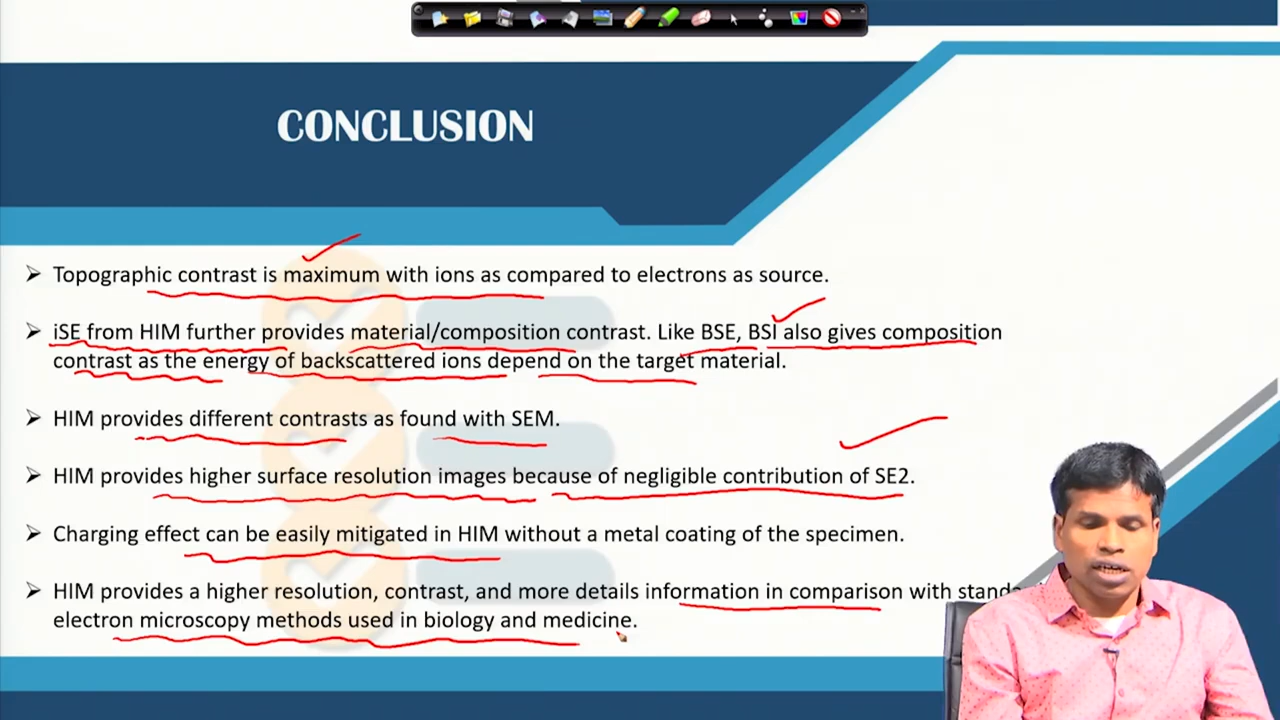 CONCLUSION
Topographic contrast is maximum with ions as compared to electrons as source.
iSE from HIM further provides material/composition contrast. Like BSE, BSI also gives composition
contrast as the energy of backscattered ions depend on the target material.
HIM provides different contrasts as found with SEM.
HIM provides higher surface resolution images because of negligible contribution of SE2.
Charging effect can be easily mitigated in HIM without a metal coating of the specimen.
HIM provides a higher resolution, contrast, and more details information in comparison with
electron microscopy methods used in biology and medicine.